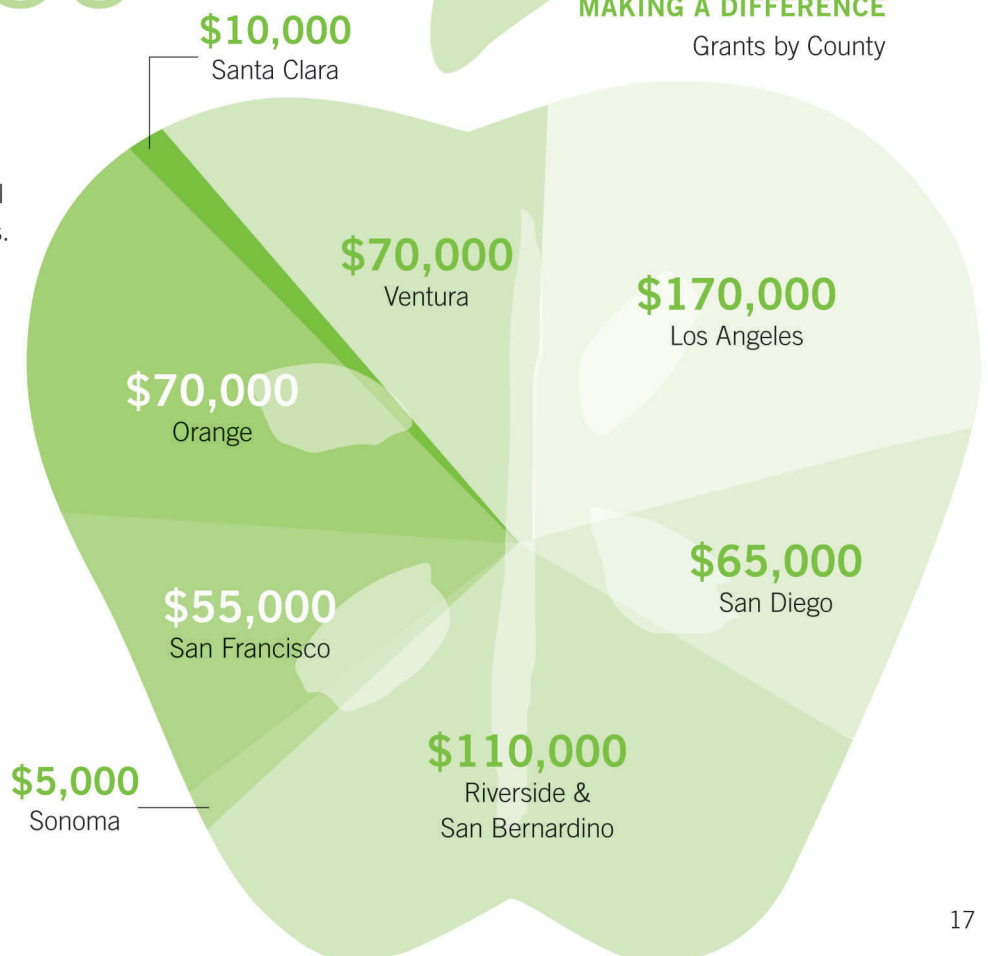 MAKING A DIFFERENCE
Grants by County
$10,000
Santa Clara
$70,000
Ventura
$170,000
Los Angeles
$70,000
Orange
$65,000
San Diego
$55,000
San Francisco
$110,000
Riverside &
San Bernardino
$5,000
Sonoma
17